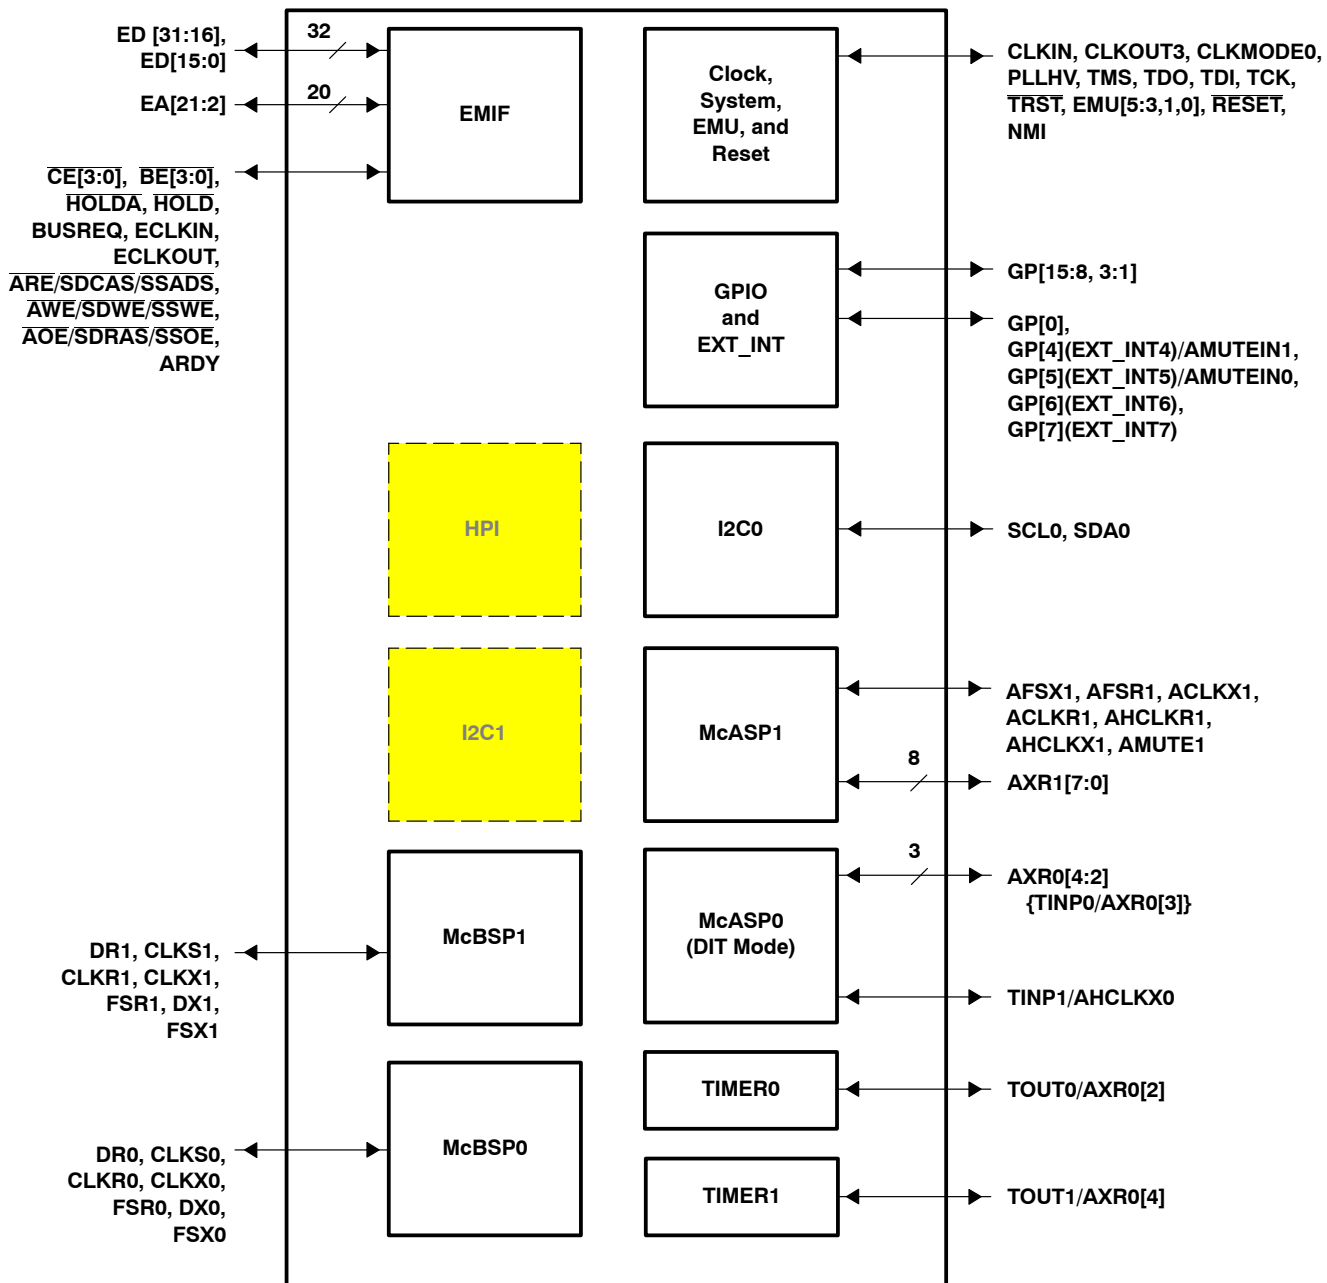 ED [31:16],
ED[15:0]
32
EA[21:2]
20
CE[3:0], BE[3:0],
HOLDA, HOLD,
BUSREQ, ECLKIN,
ECLKOUT,
ARE/SDCAS/SSADS,
AWE/SDWE/SSWE,
AOE/SDRAS/SSOE,
ARDY
EMIF
Clock,
System,
EMU, and
Reset
CLKIN, CLKOUT3, CLKMODE0,
PLLHV, TMS, TDO, TDI, TCK,
TRST, EMU[5:3,1,0], RESET,
NMI
GPIO
and
EXT_INT
GP[15:8, 3:1]
GP[0],
GP[4](EXT_INT4)/AMUTEIN1,
GP[5](EXT_INT5)/AMUTEIN0,
GP[6](EXT_INT6),
GP[7](EXT_INT7)
HPI
I2C0
SCL0, SDA0
I2C1
McASP1
AFSX1, AFSR1, ACLKX1,
ACLKR1, AHCLKR1,
AHCLKX1, AMUTE1
8
AXR1[7:0]
DR1, CLKS1,
CLKR1, CLKX1,
FSR1, DX1,
FSX1
McBSP1
McASP0
(DIT Mode)
3
AXR0[4:2]
{TINP0/AXR0[3]}
TINP1/AHCLKX0
DR0, CLKS0,
CLKR0, CLKX0,
FSR0, DX0,
FSX0
McBSP0
TIMER0
TOUT0/AXR0[2]
TIMER1
TOUT1/AXR0[4]